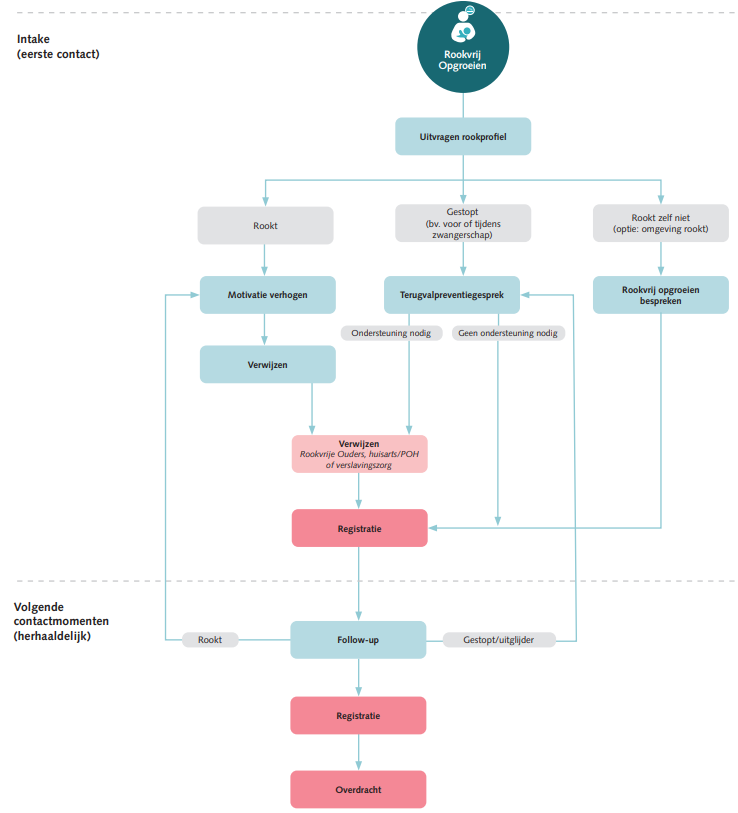 Intake
(eerste contact)
Rookvrij
Opgroeien
Uitvragen rookprofiel
Rookt
Gestopt
(bv. voor of tijdens
zwangerschap)
Rookt zelf niet
(optie: omgeving rookt)
Motivatie verhogen
Terugvalpreventiegesprek
Rookvrij opgroeien
bespreken
Ondersteuning nodig
Geen ondersteuning nodig
Verwijzen
Verwijzen
Rookvrije Ouders, huisarts/POH
of verslavingszorg
Registratie
Volgende
contactmomenten
(herhaaldelijk)
Rookt
Follow-up
Gestopt/uitglijder
Registratie
Overdracht